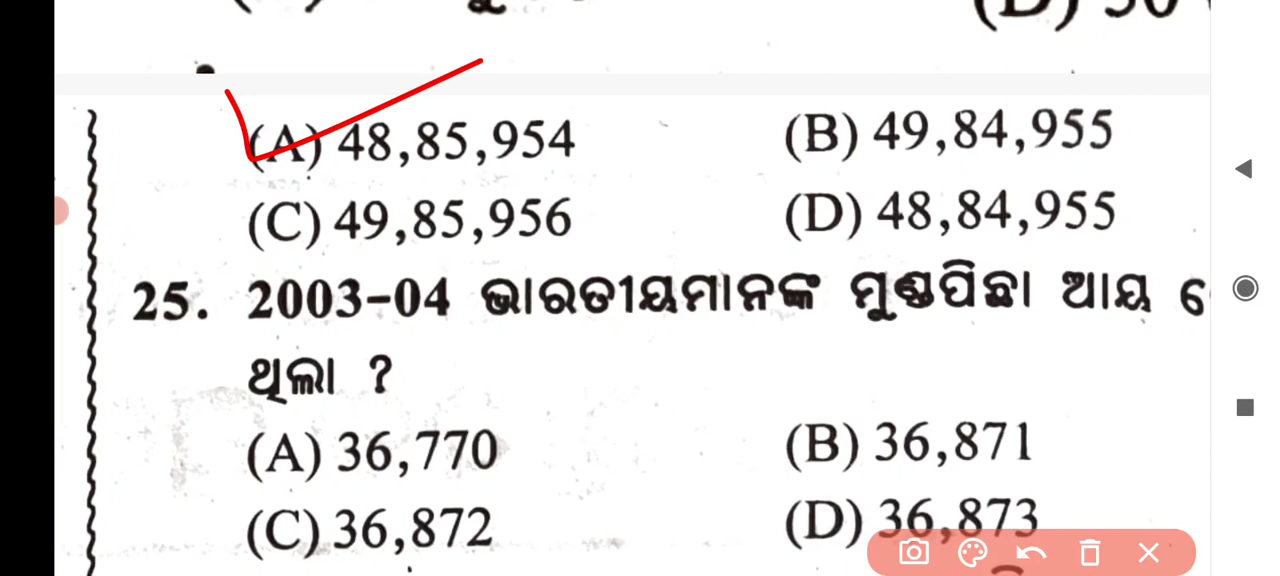 (A) 48,85,954 (B) 49,84,955
(C) 49,85,956 (D) 48,84,955
25. 2003-04 ଭାରତୀୟମାନଙ୍କ ମୁଣ୍ଡପିଛା ଆୟ
ଥିଲା ?
(A) 36,770 (B) 36,871
(C) 36,872 (D) 36,873